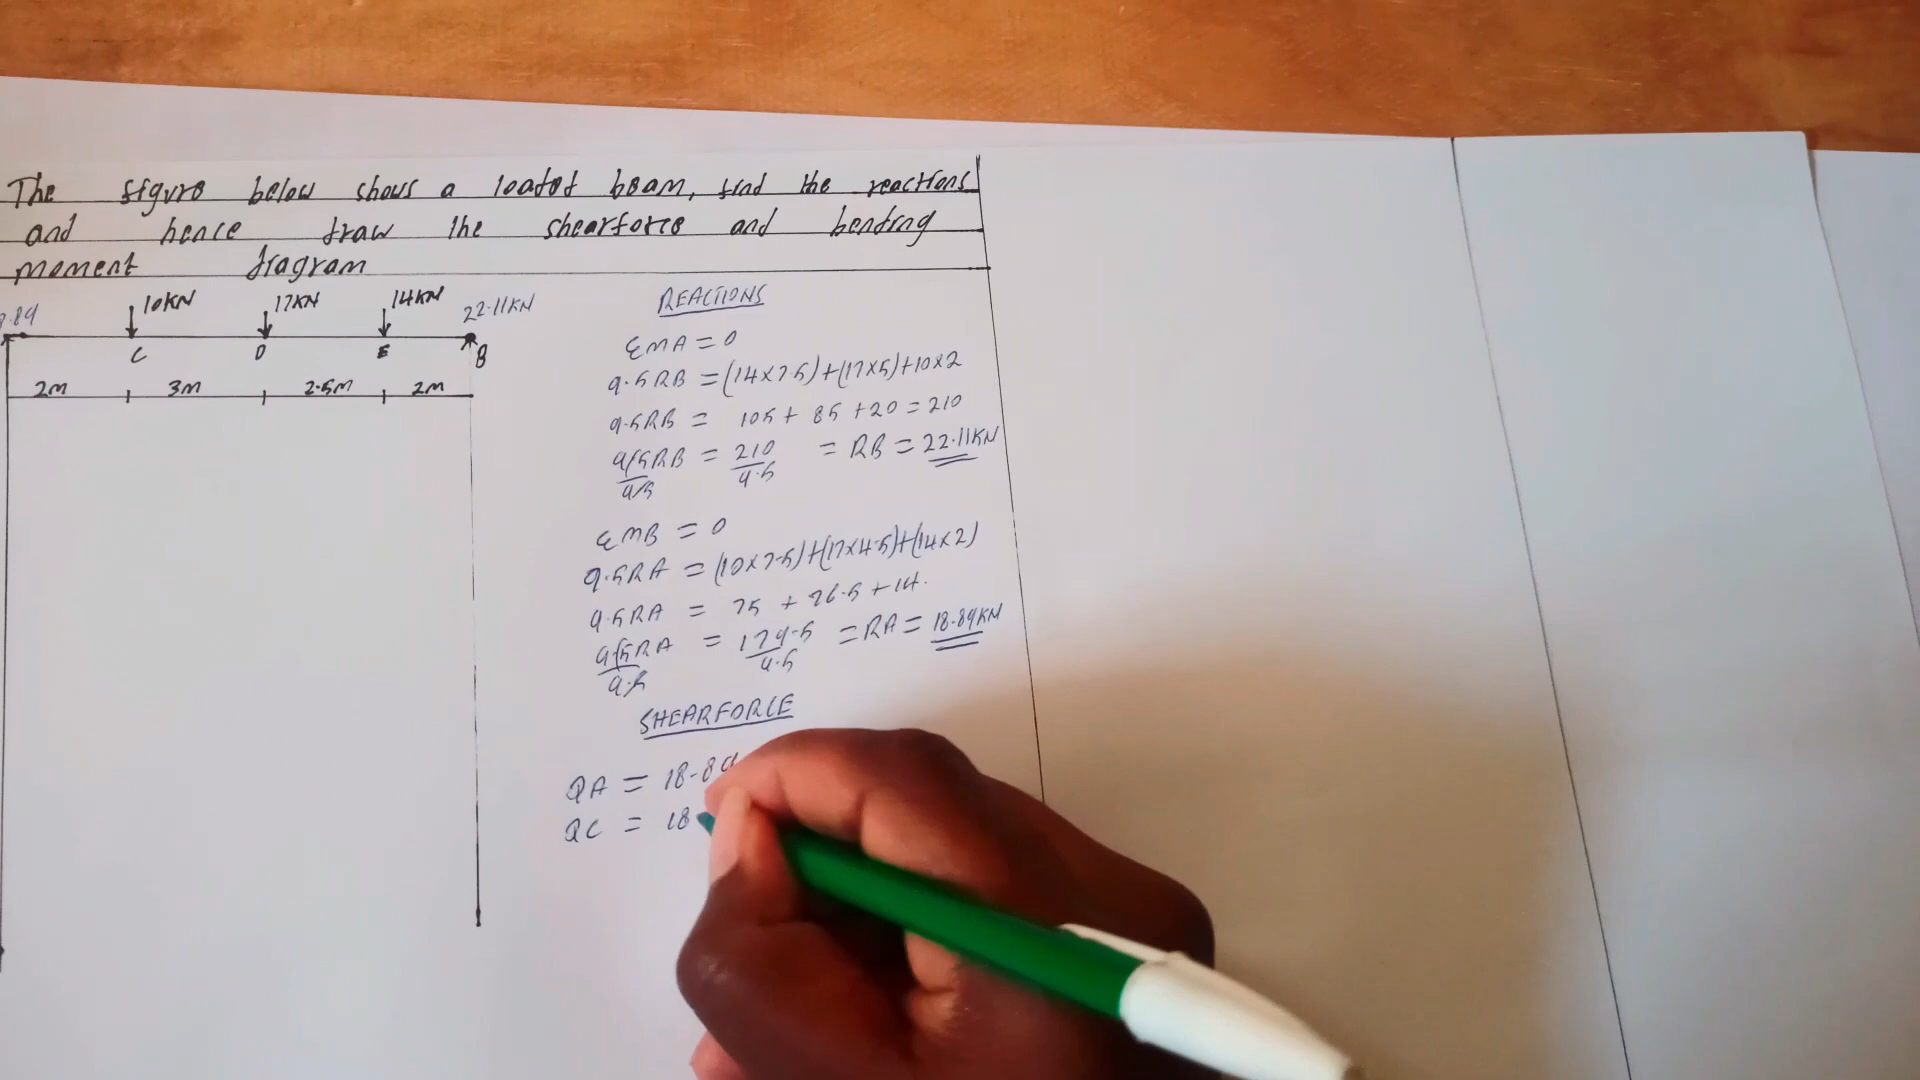 The figure below shows a loaded beam, find the reactions
and hence draw the shearforce and bending
moment diagram
10KN 17KN 14KN 22.11KN
.89
C D E B
2m 3m 2.5m 2m
REACTIONS
ΣMA = 0
9.5RB = (14×7.5)+(17×5)+10×2
9.5RB = 105 + 85 + 20 = 210
9.5RB = 210 = RB = 22.11KN
9.5 9.5
ΣMB = 0
9.5RA = (10×7.5)+(17×4.5)+(14×2)
9.5RA = 75 + 76.5 + 14.
9.5RA = 179.5 = RA = 18.89KN
9.5 9.5
SHEARFORCE
QA = 18.89
QC = 18